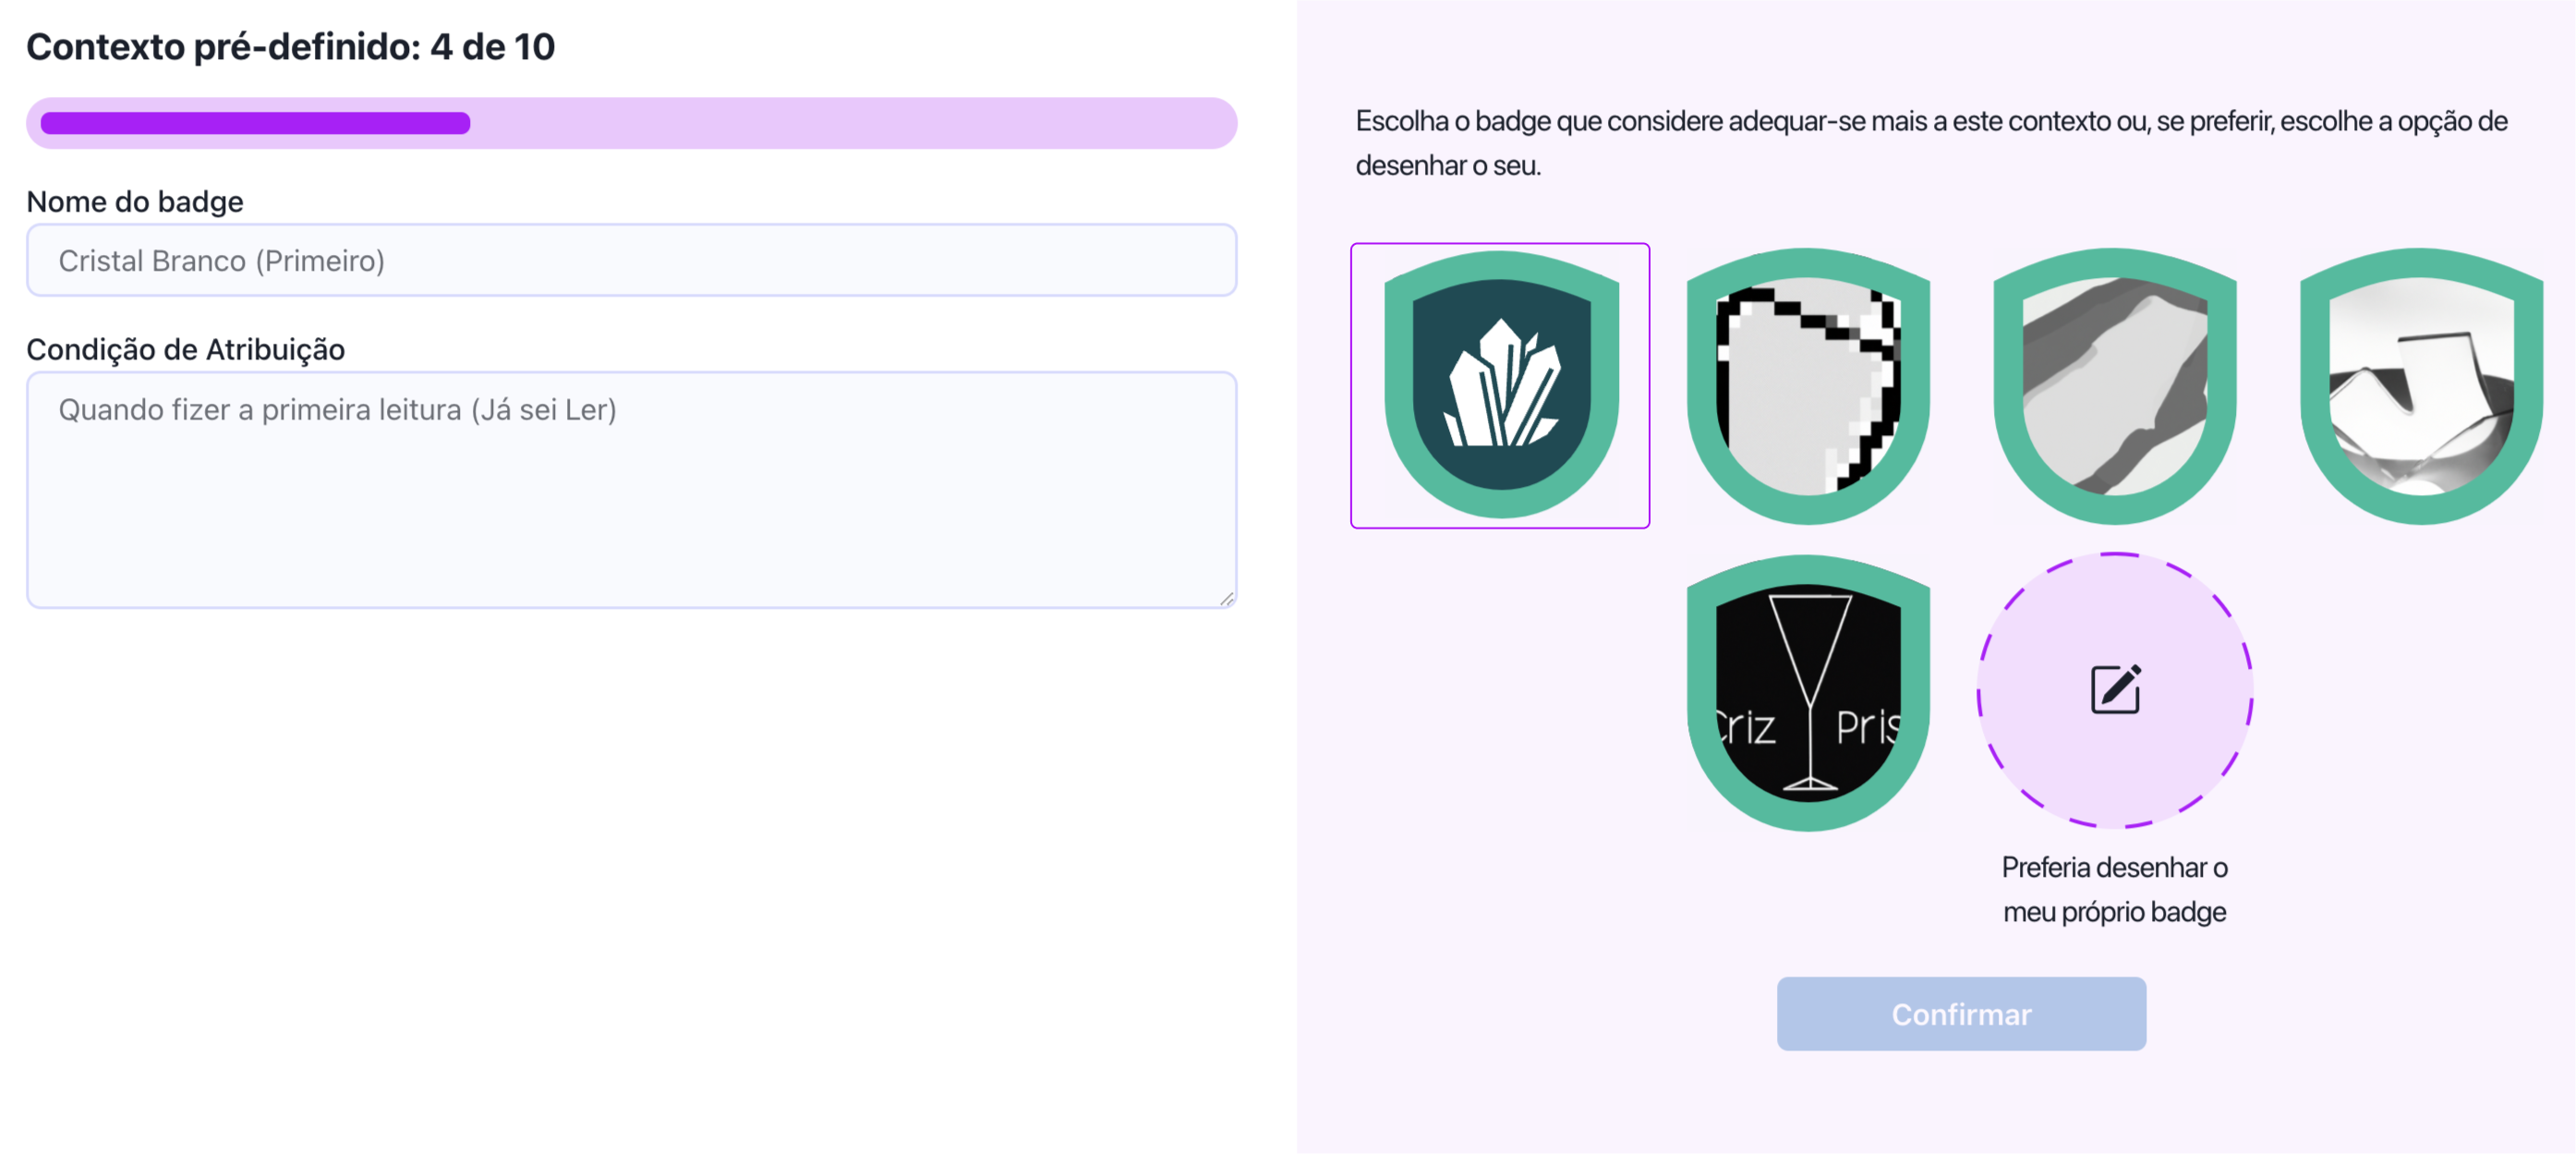 Contexto pré-definido: 4 de 10
Nome do badge
Cristal Branco (Primeiro)
Condição de Atribuição
Quando fizer a primeira leitura (Já sei Ler)
Escolha o badge que considere adequar-se mais a este contexto ou, se preferir, escolhe a opção de
desenhar o seu.
riz Pris
Preferia desenhar o
meu próprio badge
Confirmar